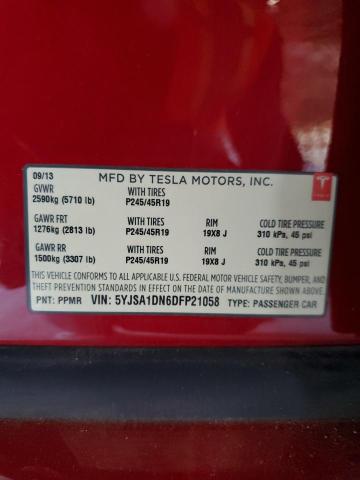 09/13 MFD BY TESLA MOTORS, INC.
GVWR WITH TIRES
2590kg (5710 lb) P245/45R19
GAWR FRT WITH TIRES RIM COLD TIRE PRESSURE
1276kg (2813 lb) P245/45R19 19X8 J 310 kPa, 45 psi
GAWR RR WITH TIRES RIM COLD TIRE PRESSURE
1500kg (3307 lb) P245/45R19 19X8 J 310 kPa, 45 psi
THIS VEHICLE CONFORMS TO ALL APPLICABLE U.S. FEDERAL MOTOR VEHICLE SAFETY, BUMPER, AND
THEFT PREVENTION STANDARDS IN EFFECT ON THE DATE OF MANUFACTURE SHOWN ABOVE.
PNT: PPMR VIN: 5YJSA1DN6DFP21058 TYPE: PASSENGER CAR